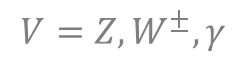 V = Z, W^±, γ